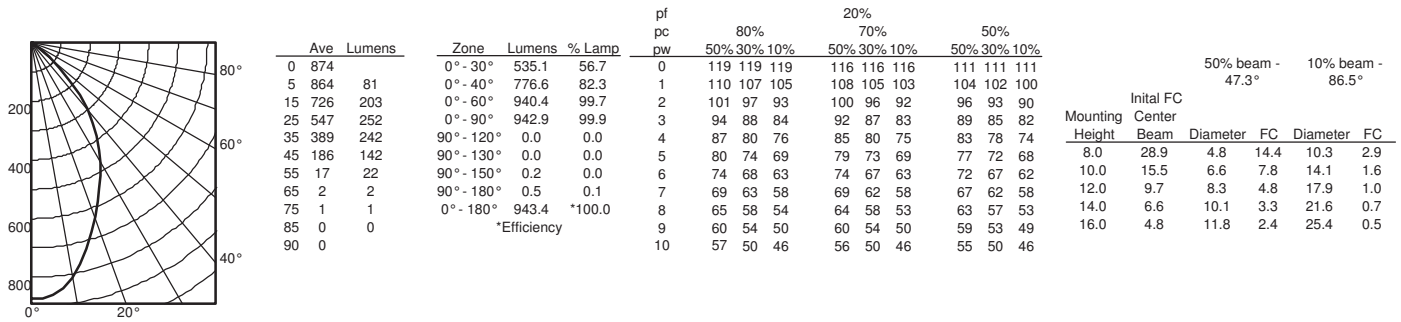 80°
60°
40°
200
400
600
800
0° 20°
Ave Lumens
0 874
5 864 81
15 726 203
25 547 252
35 389 242
45 186 142
55 17 22
65 2 2
75 1 1
85 0 0
90 0
Zone Lumens % Lamp
0° - 30° 535.1 56.7
0° - 40° 776.6 82.3
0° - 60° 940.4 99.7
0° - 90° 942.9 99.9
90° - 120° 0.0 0.0
90° - 130° 0.0 0.0
90° - 150° 0.2 0.0
90° - 180° 0.5 0.1
0° - 180° 943.4 *100.0
*Efficiency
pf 20%
pc 80% 70% 50%
pw 50% 30% 10% 50% 30% 10% 50% 30% 10%
0 119 119 119 116 116 116 111 111 111
1 110 107 105 108 105 103 104 102 100
2 101 97 93 100 96 92 96 93 90
3 94 88 84 92 87 83 89 85 82
4 87 80 76 85 80 75 83 78 74
5 80 74 69 79 73 69 77 72 68
6 74 68 63 74 67 63 72 67 62
7 69 63 58 69 62 58 67 62 58
8 65 58 54 64 58 53 63 57 53
9 60 54 50 60 54 50 59 53 49
10 57 50 46 56 50 46 55 50 46
50% beam - 10% beam -
47.3° 86.5°
Inital FC
Mounting Center
Height Beam Diameter FC Diameter FC
8.0 28.9 4.8 14.4 10.3 2.9
10.0 15.5 6.6 7.8 14.1 1.6
12.0 9.7 8.3 4.8 17.9 1.0
14.0 6.6 10.1 3.3 21.6 0.7
16.0 4.8 11.8 2.4 25.4 0.5